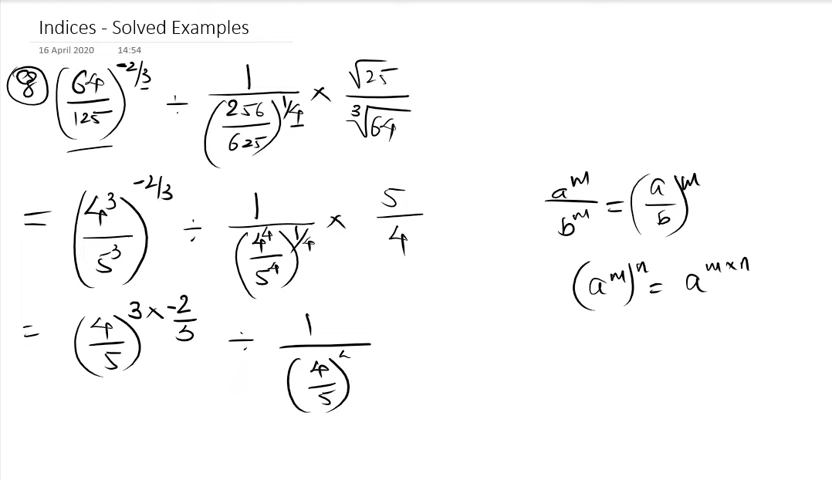 Indices - Solved Examples
16 April 2020 14:54
⑧ (64/125)^(-2/3) ÷ 1/(256/625)^(1/4) × √25/∛64
= (4^3/5^3)^(-2/3) ÷ 1/(4^4/5^4)^(1/4) × 5/4
a^m/b^m = (a/b)^m
(a^m)^n = a^(m×n)
= (4/5)^(3×-2/3) ÷ 1/(4/5)